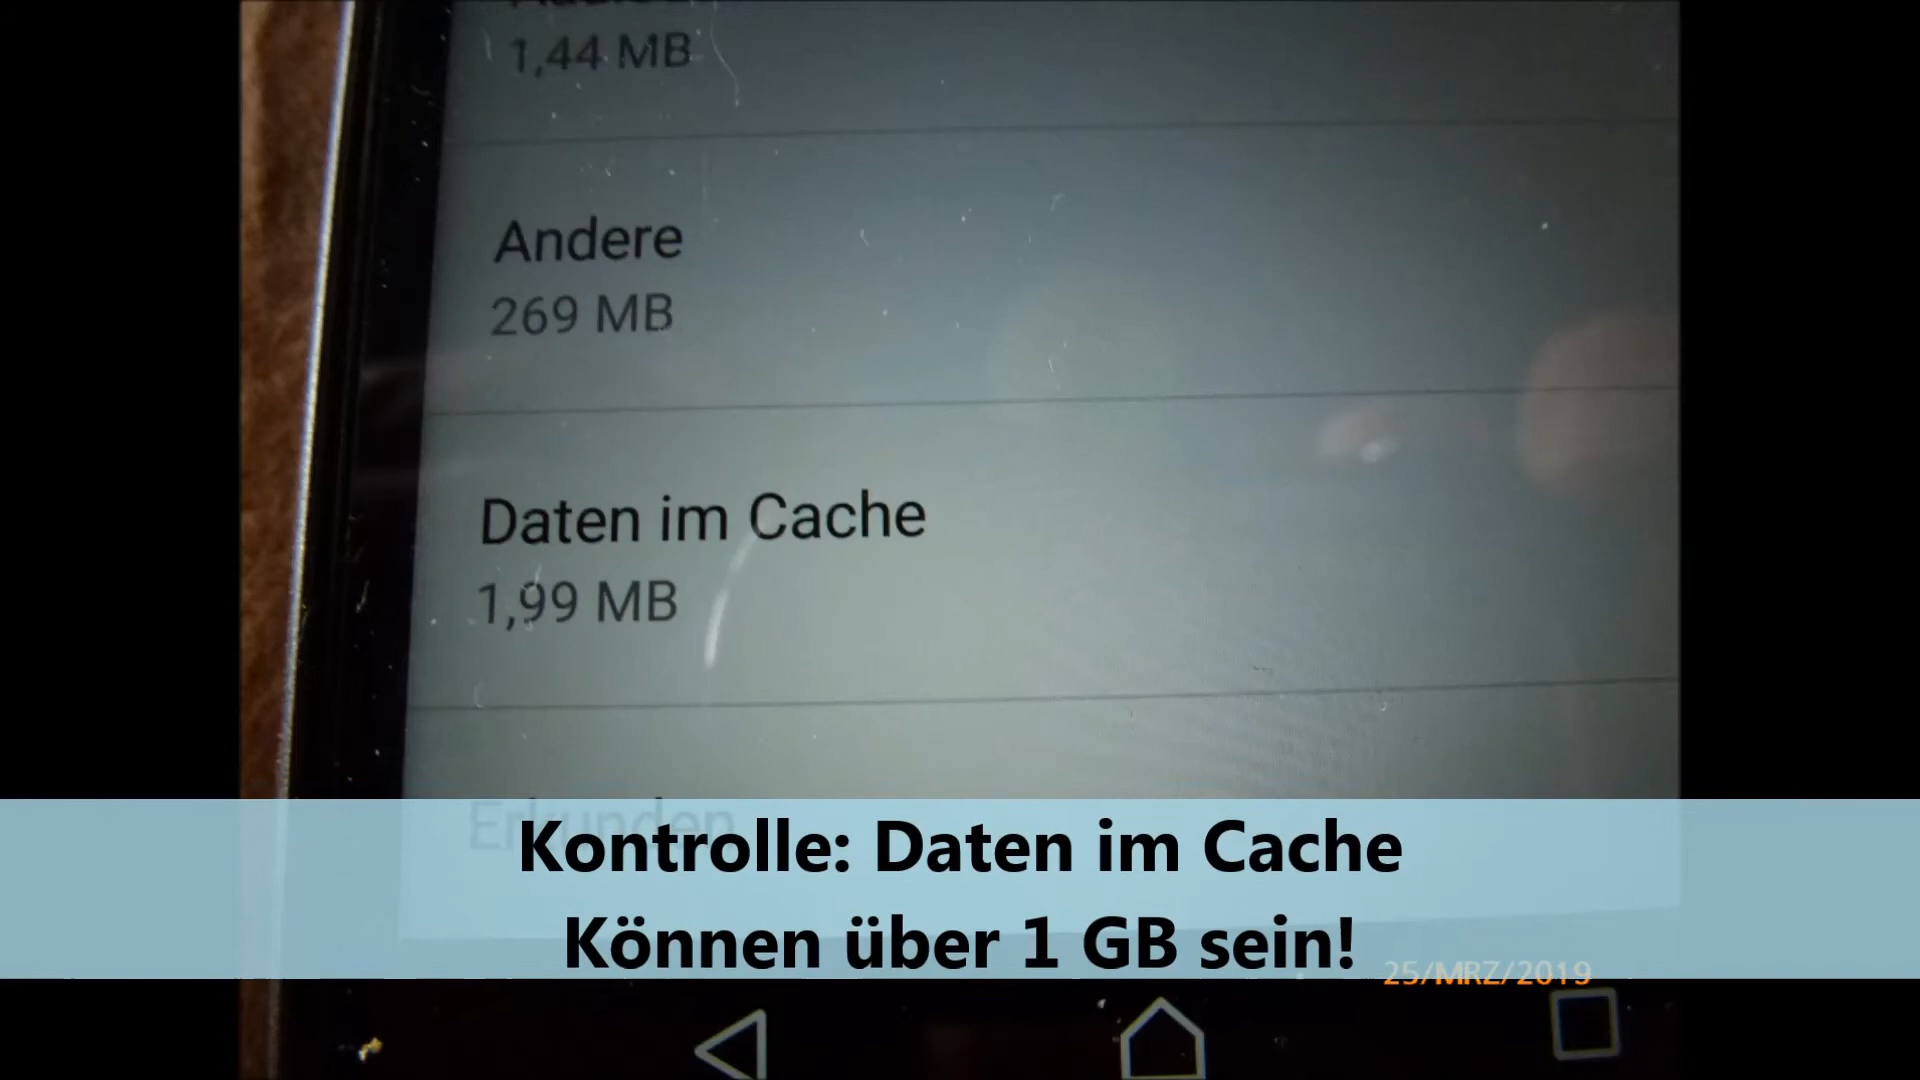 1,44 MB
Andere
269 MB
Daten im Cache
1,99 MB
Erkunden
Kontrolle: Daten im Cache
Können über 1 GB sein!
25/MRZ/2019